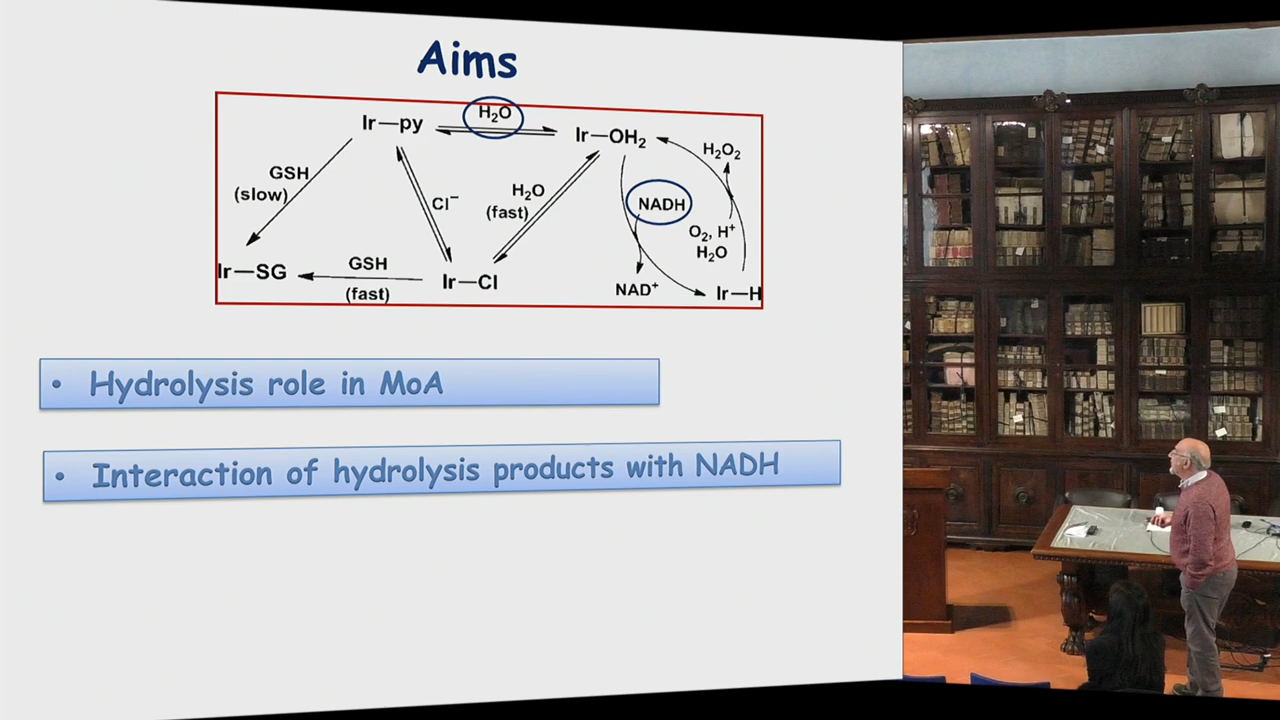 Aims
Ir—py
H₂O
Ir—OH₂
H₂O₂
GSH
(slow)
Cl⁻
H₂O
(fast)
NADH
O₂, H⁺
H₂O
Ir—SG
GSH
(fast)
Ir—Cl
NAD⁺
Ir—H
• Hydrolysis role in MoA
• Interaction of hydrolysis products with NADH